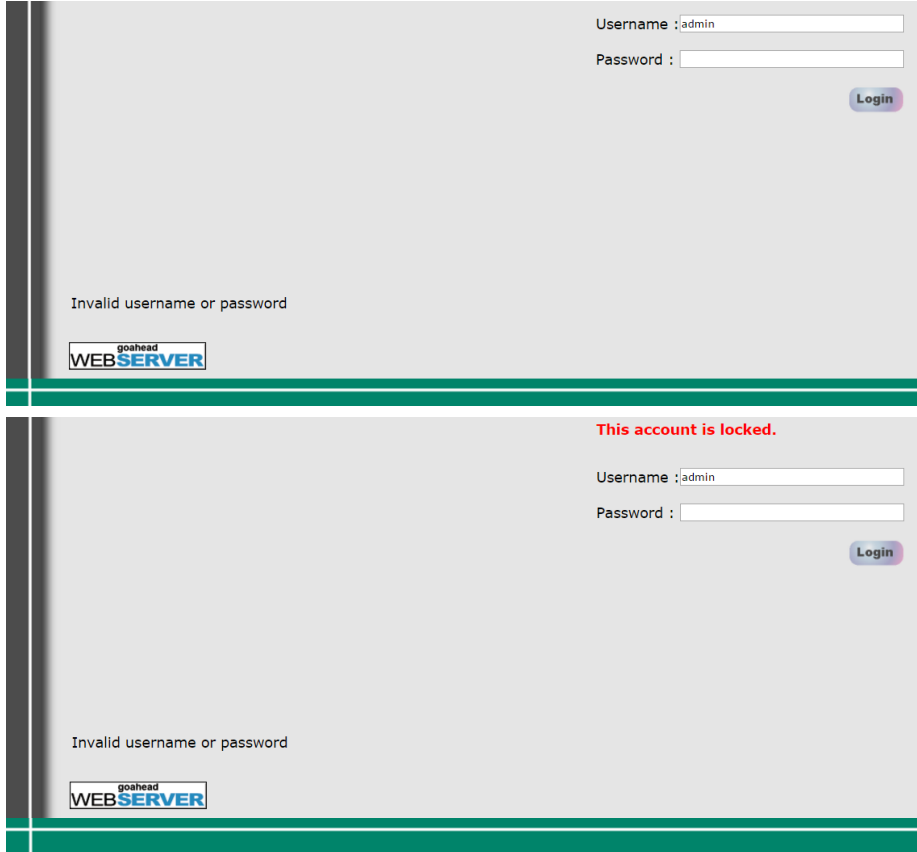 Username : admin
Password :
Login
Invalid username or password
goahead
WEBSERVER
This account is locked.
Username : admin
Password :
Login
Invalid username or password
goahead
WEBSERVER